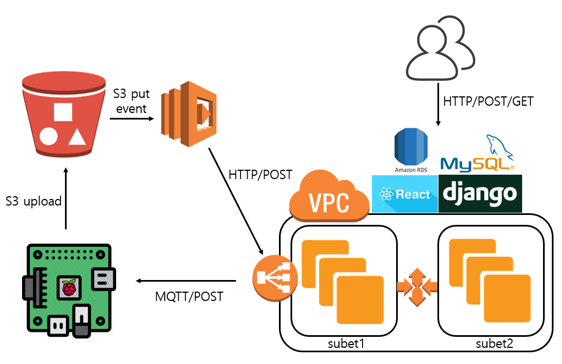 S3 put
event
HTTP/POST/GET
Amazon RDS
MySQL®
HTTP/POST
VPC
React
django
S3 upload
MQTT/POST
subet1
subet2